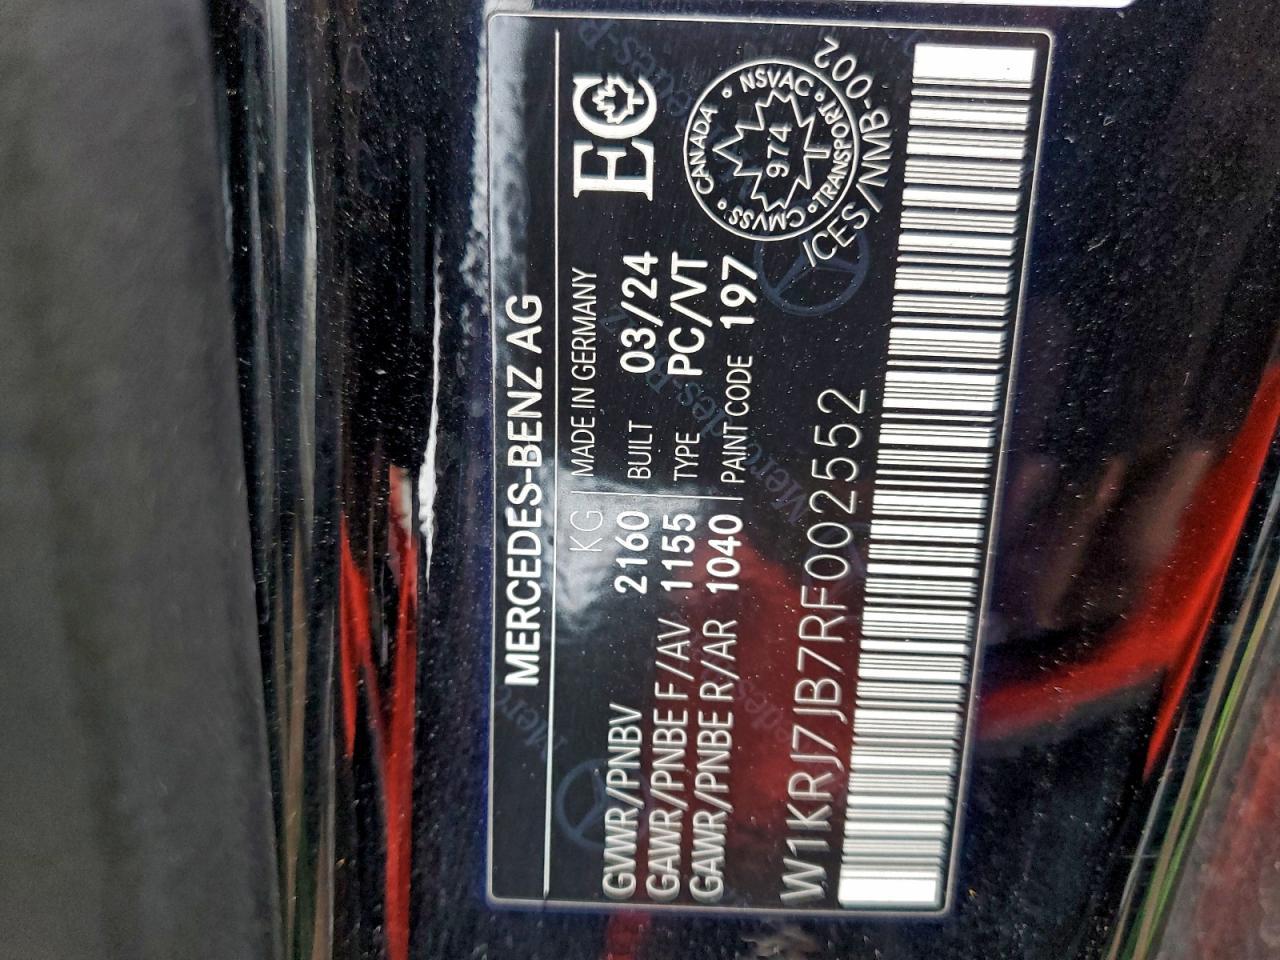 MERCEDES-BENZ AG
KG MADE IN GERMANY
GVWR/PNBV 2160 BUILT 03/24
GAWR/PNBE F/AV 1155 TYPE PC/VT
GAWR/PNBE R/AR 1040 PAINT CODE 197
EC
CANADA • NSVAC • TRANSPORT • CMVSS
974
ICES/NMB-002
W1KRJ7JB7RF002552